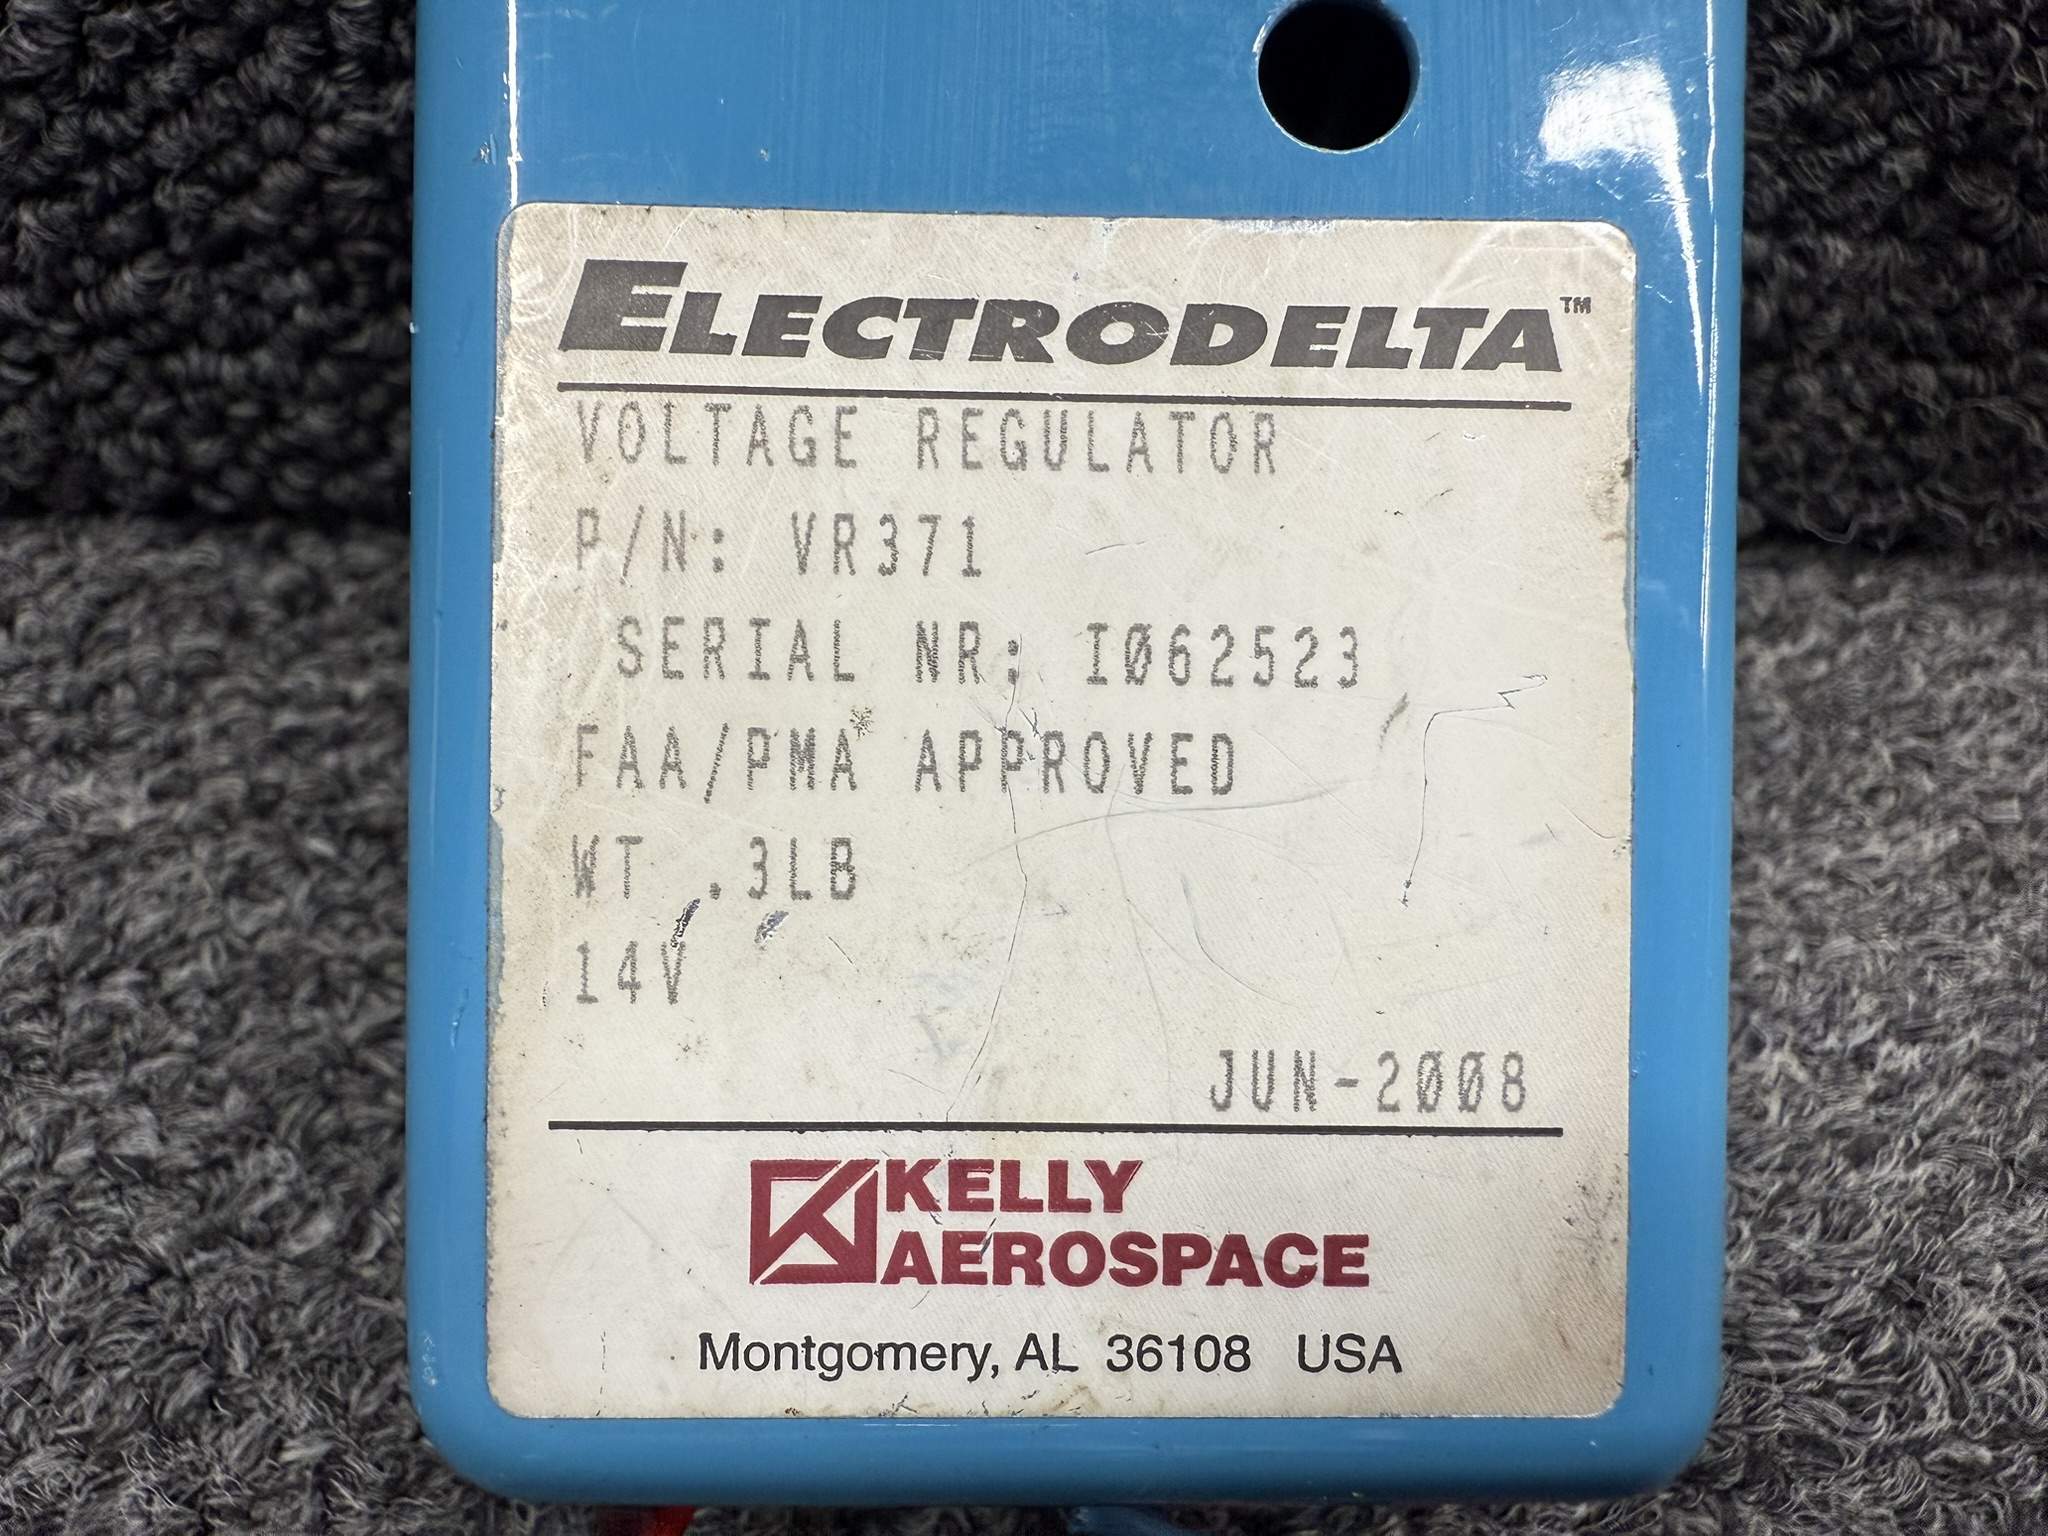 ELECTRODELTA™
VOLTAGE REGULATOR
P/N: VR371
SERIAL NR: I062523
FAA/PMA APPROVED
WT .3LB
14V
JUN-2008
KELLY
AEROSPACE
Montgomery, AL 36108 USA